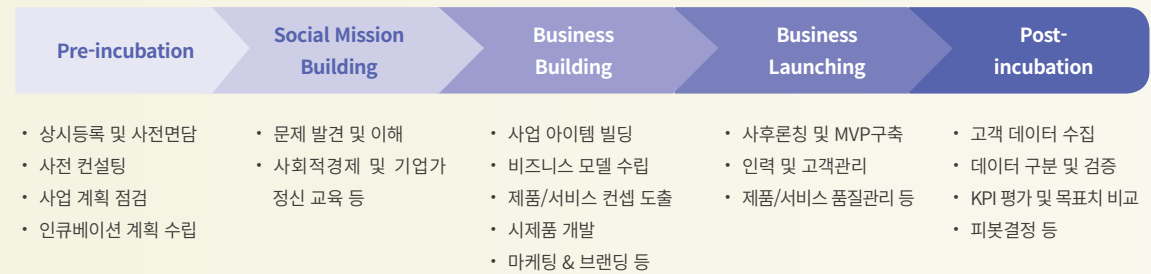 Pre-incubation
Social Mission
Building
Business
Building
Business
Launching
Post-
incubation
• 상시등록 및 사전면담
• 사전 컨설팅
• 사업 계획 점검
• 인큐베이션 계획 수립
• 문제 발견 및 이해
• 사회적경제 및 기업가
정신 교육 등
• 사업 아이템 빌딩
• 비즈니스 모델 수립
• 제품/서비스 컨셉 도출
• 시제품 개발
• 마케팅 & 브랜딩 등
• 사후론칭 및 MVP구축
• 인력 및 고객관리
• 제품/서비스 품질관리 등
• 고객 데이터 수집
• 데이터 구분 및 검증
• KPI 평가 및 목표치 비교
• 피봇결정 등